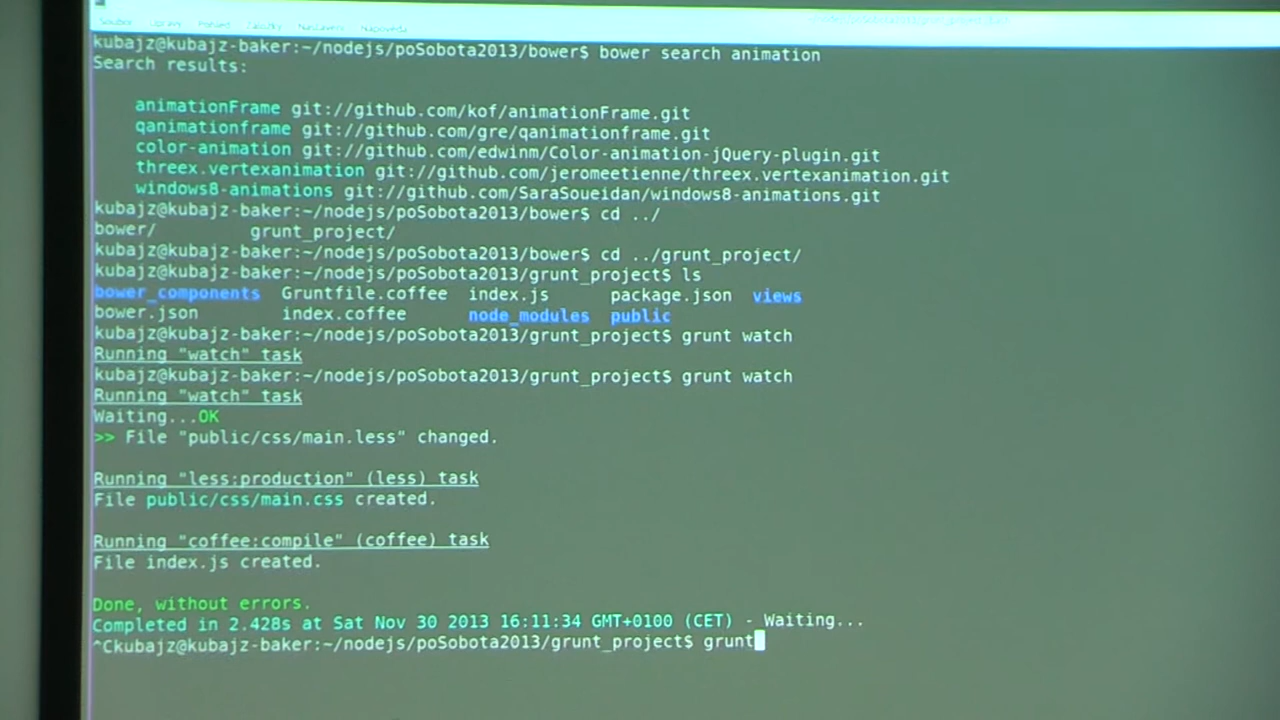 kubajz@kubajz-baker:~/nodejs/poSobota2013/bower$ bower search animation
Search results:
animationFrame git://github.com/kof/animationFrame.git
qanimationframe git://github.com/gre/qanimationframe.git
color-animation git://github.com/edwinm/Color-animation-jQuery-plugin.git
threex.vertexanimation git://github.com/jeromeetienne/threex.vertexanimation.git
windows8-animations git://github.com/SaraSoueidan/windows8-animations.git
kubajz@kubajz-baker:~/nodejs/poSobota2013/bower$ cd ../
bower/ grunt_project/
kubajz@kubajz-baker:~/nodejs/poSobota2013/bower$ cd ../grunt_project/
kubajz@kubajz-baker:~/nodejs/poSobota2013/grunt_project$ ls
bower_components Gruntfile.coffee index.js package.json views
bower.json index.coffee node_modules public
kubajz@kubajz-baker:~/nodejs/poSobota2013/grunt_project$ grunt watch
Running "watch" task
kubajz@kubajz-baker:~/nodejs/poSobota2013/grunt_project$ grunt watch
Running "watch" task
Waiting...OK
>> File "public/css/main.less" changed.
Running "less:production" (less) task
File public/css/main.css created.
Running "coffee:compile" (coffee) task
File index.js created.
Done, without errors.
Completed in 2.428s at Sat Nov 30 2013 16:11:34 GMT+0100 (CET) - Waiting...
^Ckubajz@kubajz-baker:~/nodejs/poSobota2013/grunt_project$ grunt